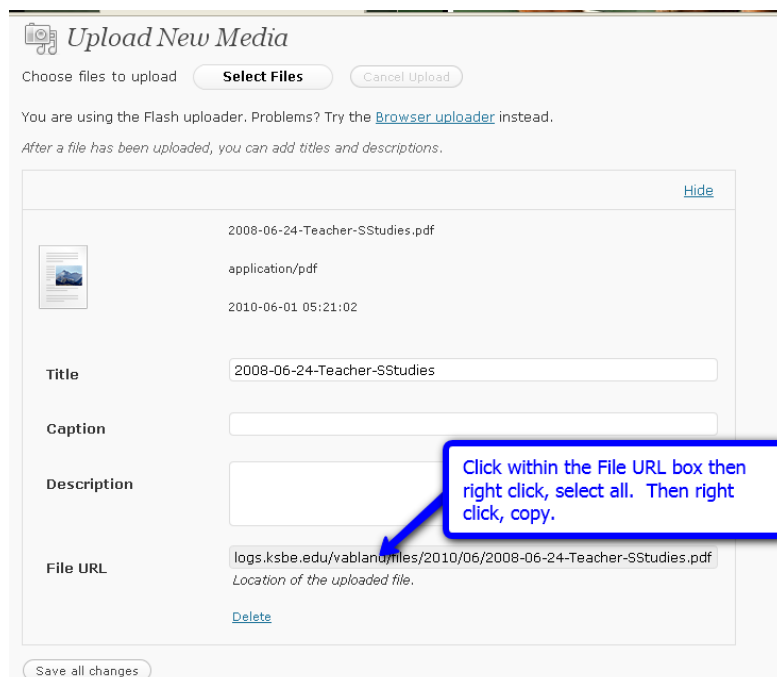 Upload New Media
Choose files to upload Select Files Cancel Upload
You are using the Flash uploader. Problems? Try the Browser uploader instead.
After a file has been uploaded, you can add titles and descriptions.
Hide
2008-06-24-Teacher-SStudies.pdf
application/pdf
2010-06-01 05:21:02
Title 2008-06-24-Teacher-SStudies
Caption
Click within the File URL box then
Description
right click, select all. Then right
click, copy.
File URL logs.ksbe.edu/vabland/files/2010/06/2008-06-24-Teacher-SStudies.pdf
Location of the uploaded file.
Delete
Save all changes